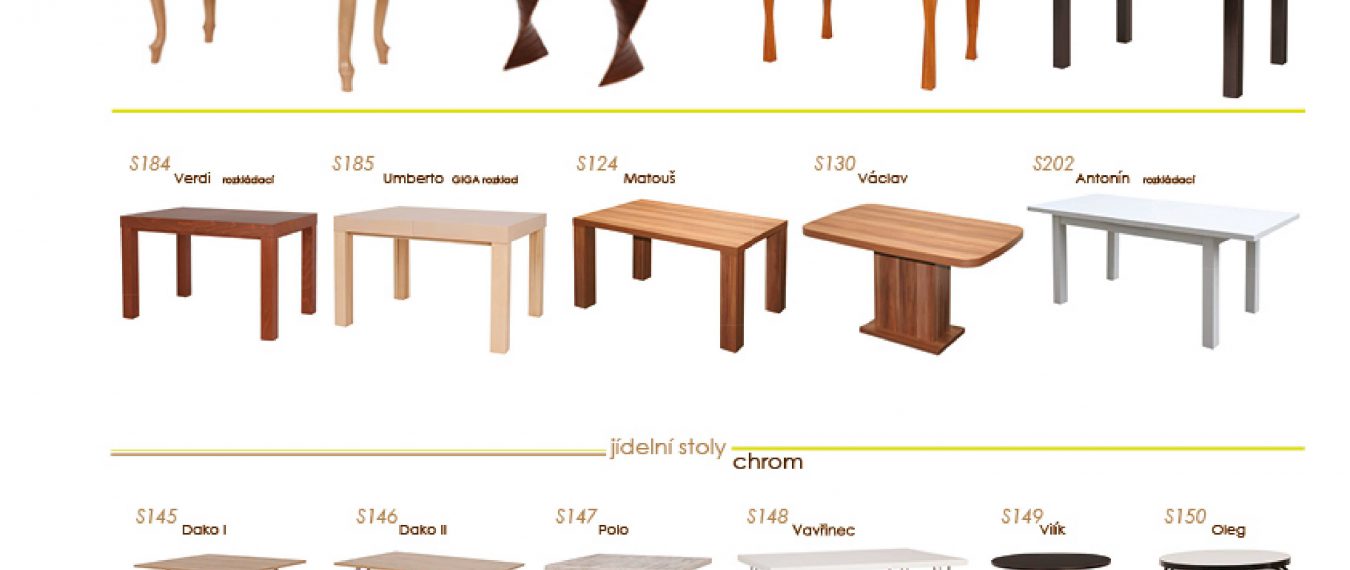 S184 Verdi rozkládací
S185 Umberto GIGA rozklad
S124 Matouš
S130 Václav
S202 Antonín rozkládací
jídelní stoly
chrom
S145 Dako I
S146 Dako II
S147 Polo
S148 Vavřinec
S149 Vilík
S150 Oleg